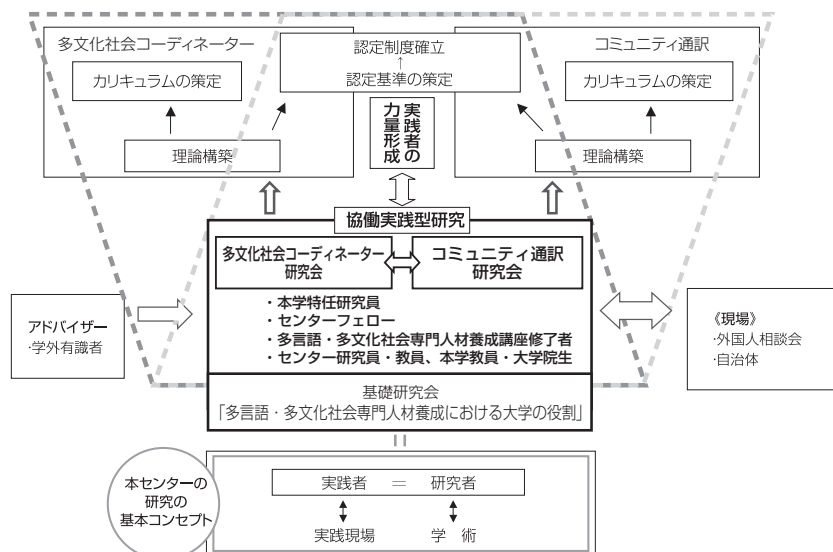 多文化社会コーディネーター
カリキュラムの策定
理論構築
認定制度確立
↑
認定基準の策定
実践者の
力量形成
コミュニティ通訳
カリキュラムの策定
理論構築
協働実践型研究
多文化社会コーディネーター
研究会
コミュニティ通訳
研究会
・本学特任研究員
・センターフェロー
・多言語・多文化社会専門人材養成講座修了者
・センター研究員・教員、本学教員・大学院生
アドバイザー
・学外有識者
《現場》
・外国人相談会
・自治体
基礎研究会
「多言語・多文化社会専門人材養成における大学の役割」
本センターの
研究の
基本コンセプト
実践者 = 研究者
実践現場 学 術